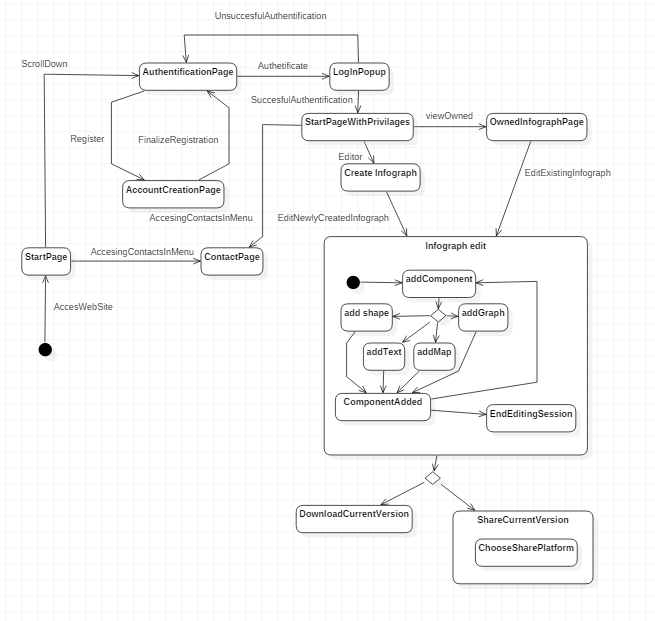 UnsuccesfulAuthentification
ScrollDown
AuthentificationPage
Authetificate
LogInPopup
SuccesfulAuthentification
StartPageWithPrivilages
viewOwned
OwnedInfographPage
Register
FinalizeRegistration
Editor
Create Infograph
EditExistingInfograph
AccountCreationPage
AccesingContactsInMenu
EditNewlyCreatedInfograph
StartPage
AccesingContactsInMenu
ContactPage
Infograph edit
AccesWebSite
addComponent
add shape
addGraph
addText
addMap
ComponentAdded
EndEditingSession
DownloadCurrentVersion
ShareCurrentVersion
ChooseSharePlatform